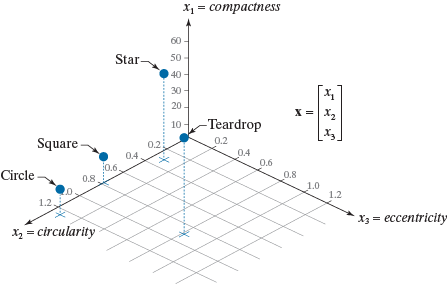 x₁ = compactness
60
50
40
30
20
10
Star
Teardrop
Square
Circle
0.2
0.4
0.6
0.8
1.2
0.2
0.4
0.6
0.8
1.0
1.2
x₂ = circularity
x₃ = eccentricity
x = [x₁
x₂
x₃]